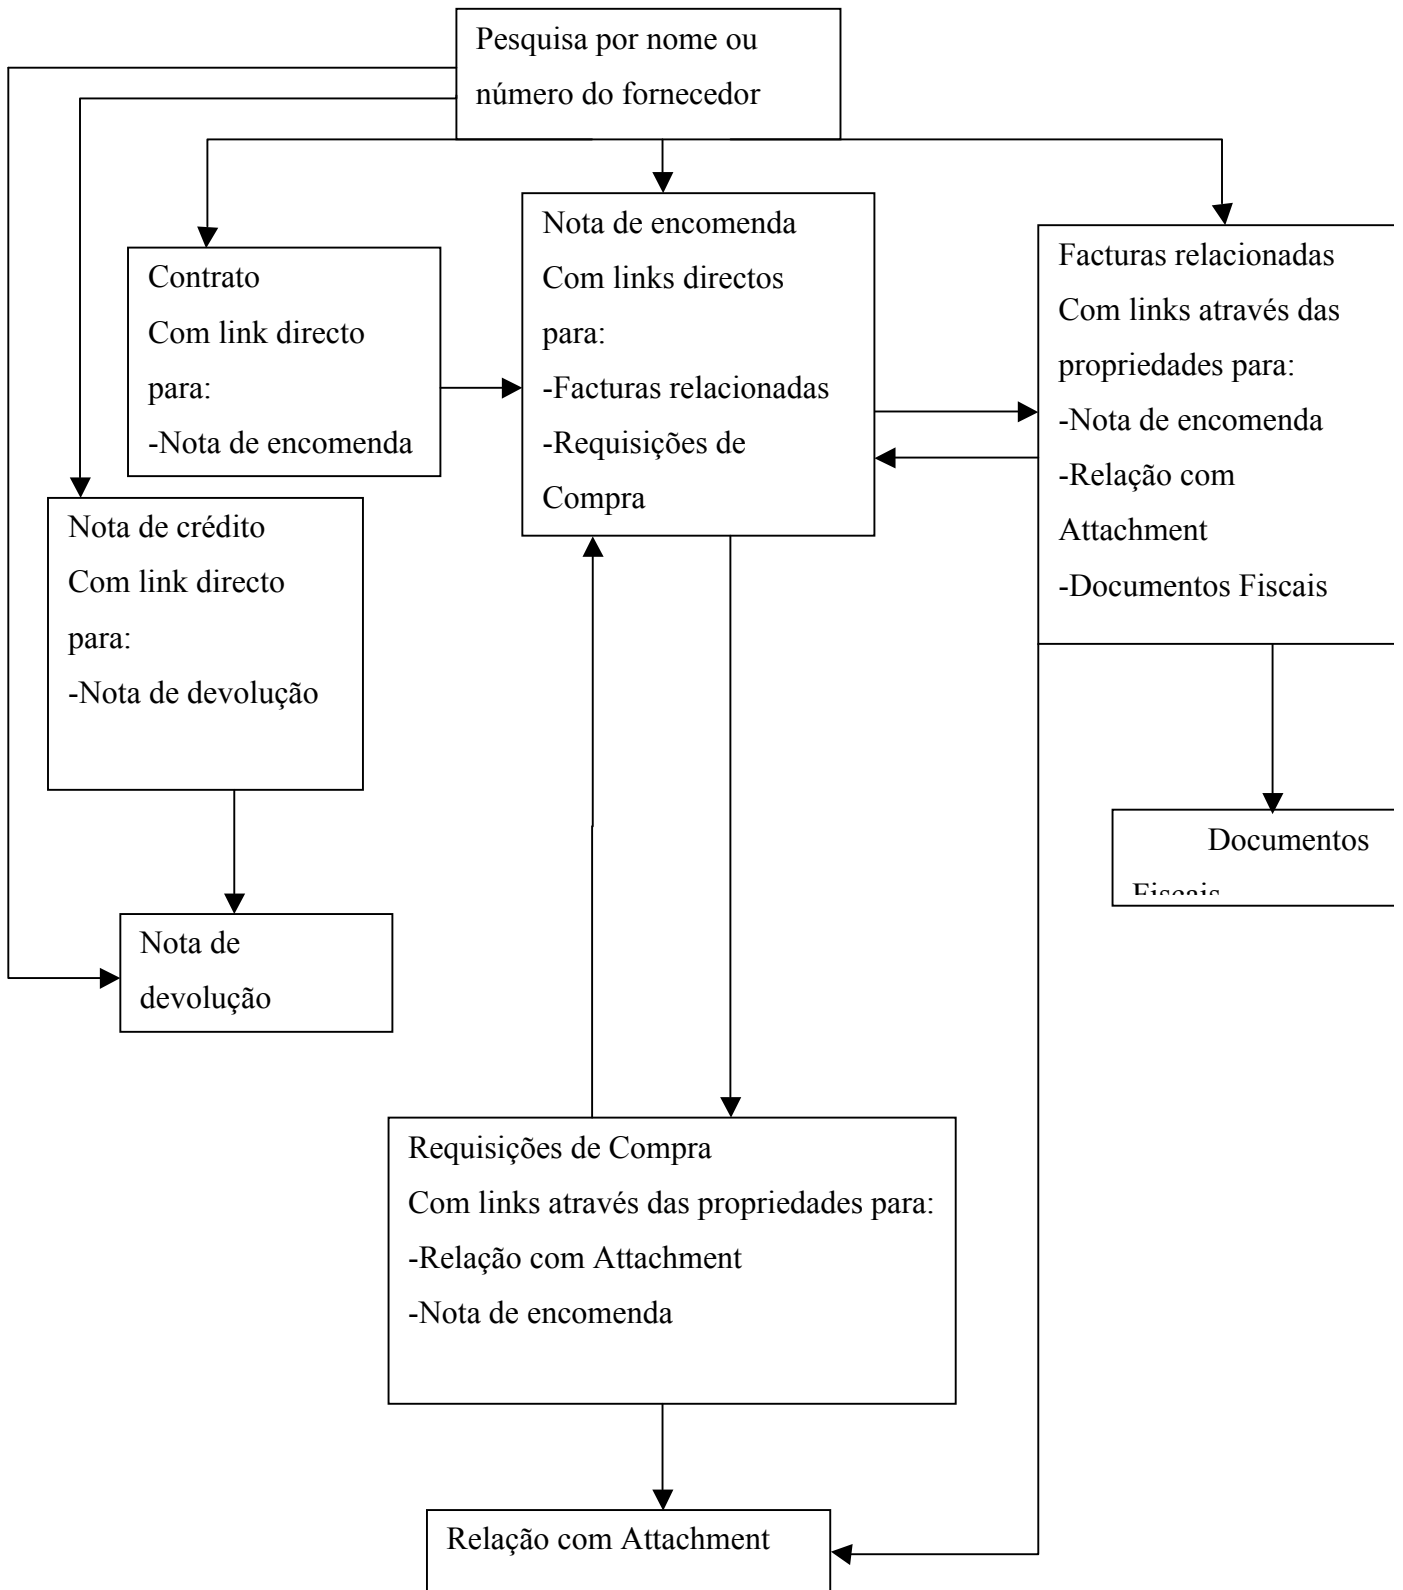 Pesquisa por nome ou
número do fornecedor
Nota de encomenda
Com links directos
para:
-Facturas relacionadas
-Requisições de
Compra
Facturas relacionadas
Com links através das
propriedades para:
-Nota de encomenda
-Relação com
Attachment
-Documentos Fiscais
Contrato
Com link directo
para:
-Nota de encomenda
Nota de crédito
Com link directo
para:
-Nota de devolução
Documentos
Fiscais
Nota de
devolução
Requisições de Compra
Com links através das propriedades para:
-Relação com Attachment
-Nota de encomenda
Relação com Attachment